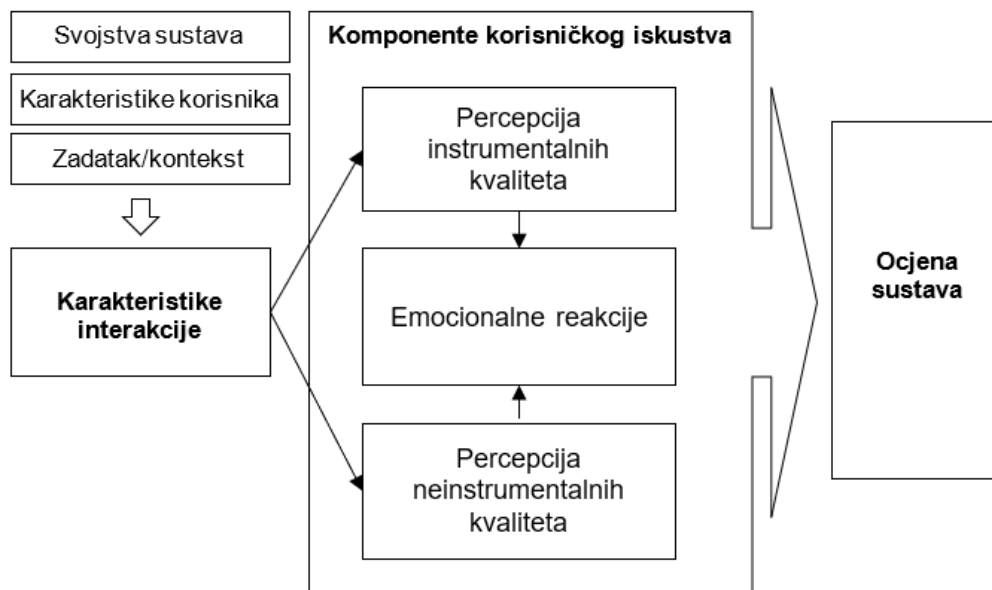 Svojstva sustava
Karakteristike korisnika
Zadatak/kontekst
Karakteristike
interakcije
Komponente korisničkog iskustva
Percepcija
instrumentalnih
kvaliteta
Emocionalne reakcije
Percepcija
neinstrumentalnih
kvaliteta
Ocjena
sustava